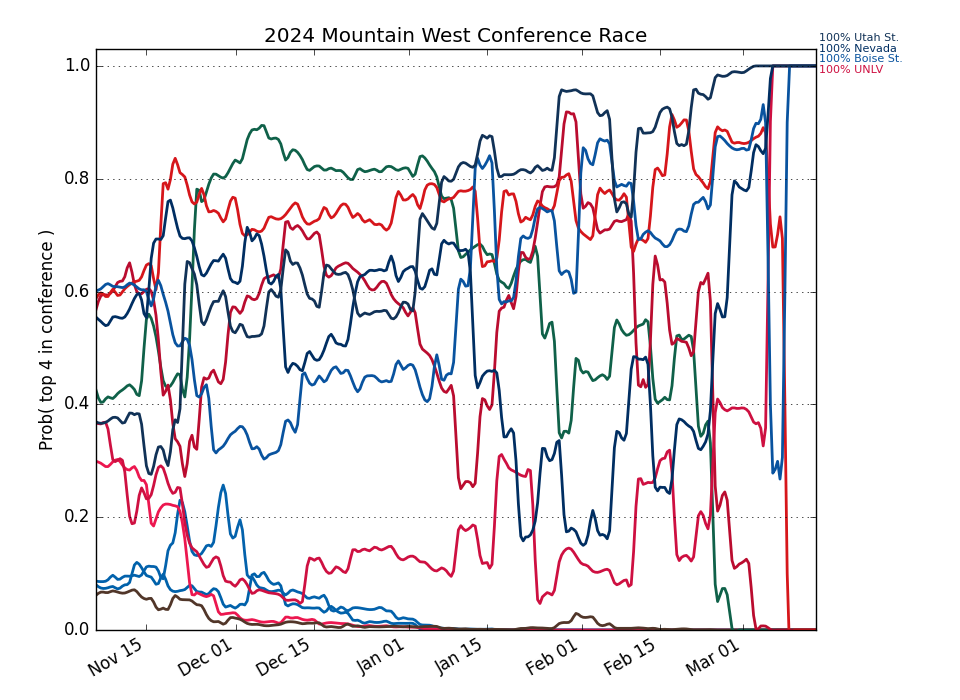 2024 Mountain West Conference Race
100% Utah St.
100% Nevada
100% Boise St.
100% UNLV
Prob( top 4 in conference )
1.0
0.8
0.6
0.4
0.2
0.0
Nov 15
Dec 01
Dec 15
Jan 01
Jan 15
Feb 01
Feb 15
Mar 01